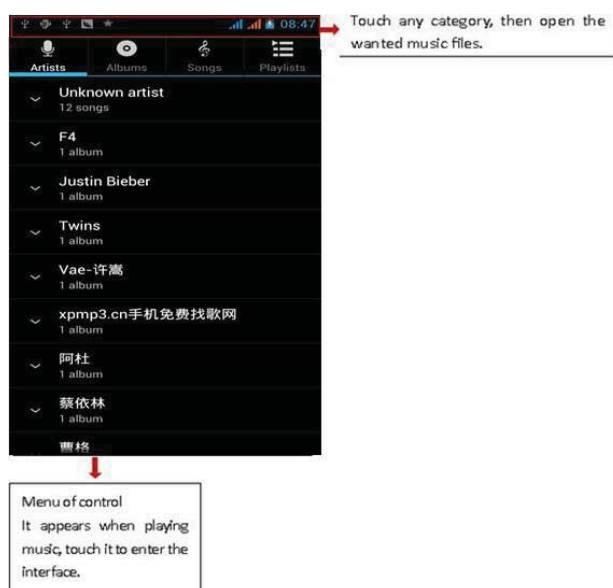 08:47
Touch any category, then open the
wanted music files.
Artists Albums Songs Playlists
Unknown artist
12 songs
F4
1 album
Justin Bieber
1 album
Twins
1 album
Vae-许嵩
1 album
xpmp3.cn手机免费找歌网
1 album
阿杜
1 album
蔡依林
1 album
曹格
Menu of control
It appears when playing
music, touch it to enter the
interface.